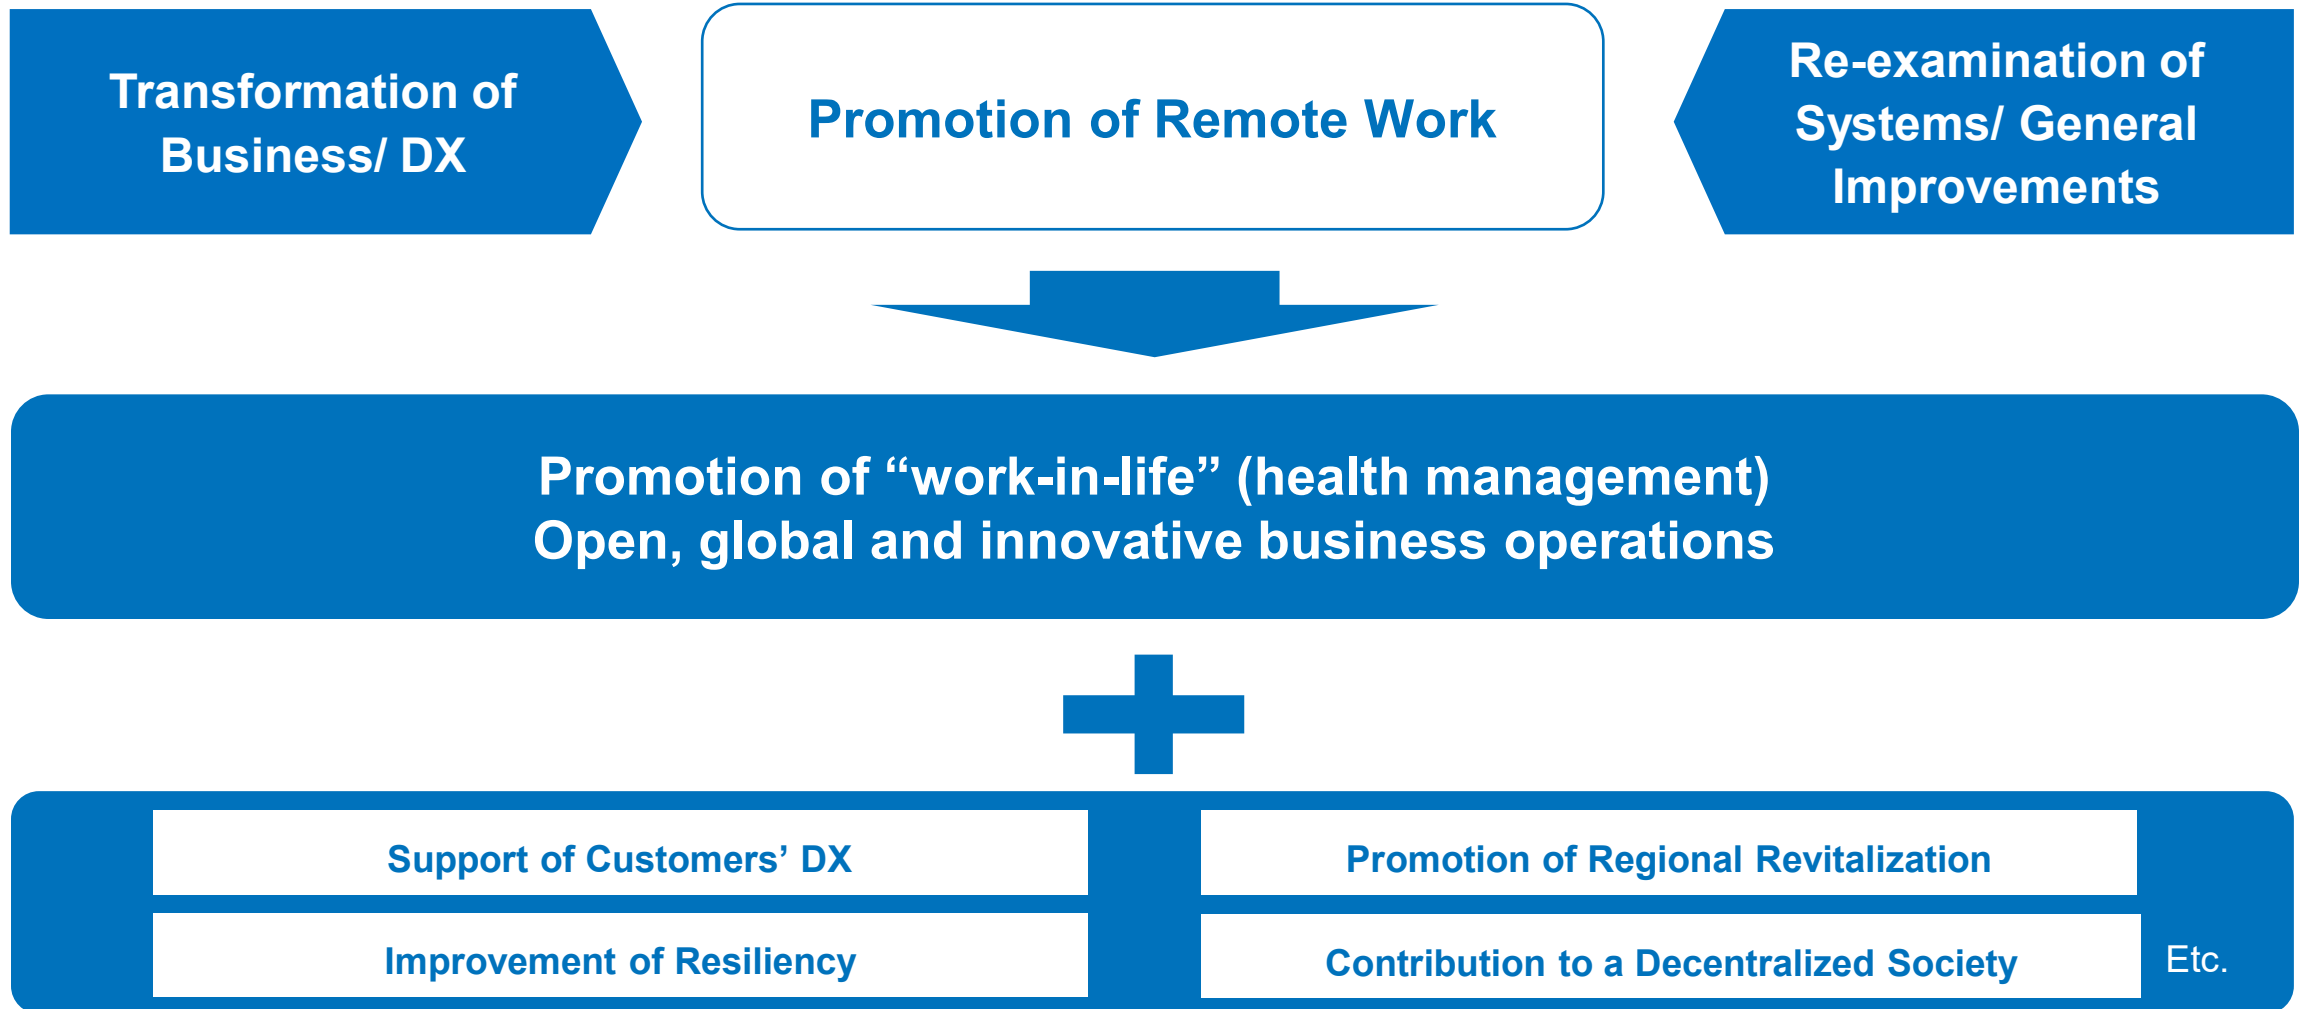 Transformation of
Business/ DX
Promotion of Remote Work
Re-examination of
Systems/ General
Improvements
Promotion of “work-in-life” (health management)
Open, global and innovative business operations
Support of Customers’ DX
Promotion of Regional Revitalization
Improvement of Resiliency
Contribution to a Decentralized Society
Etc.